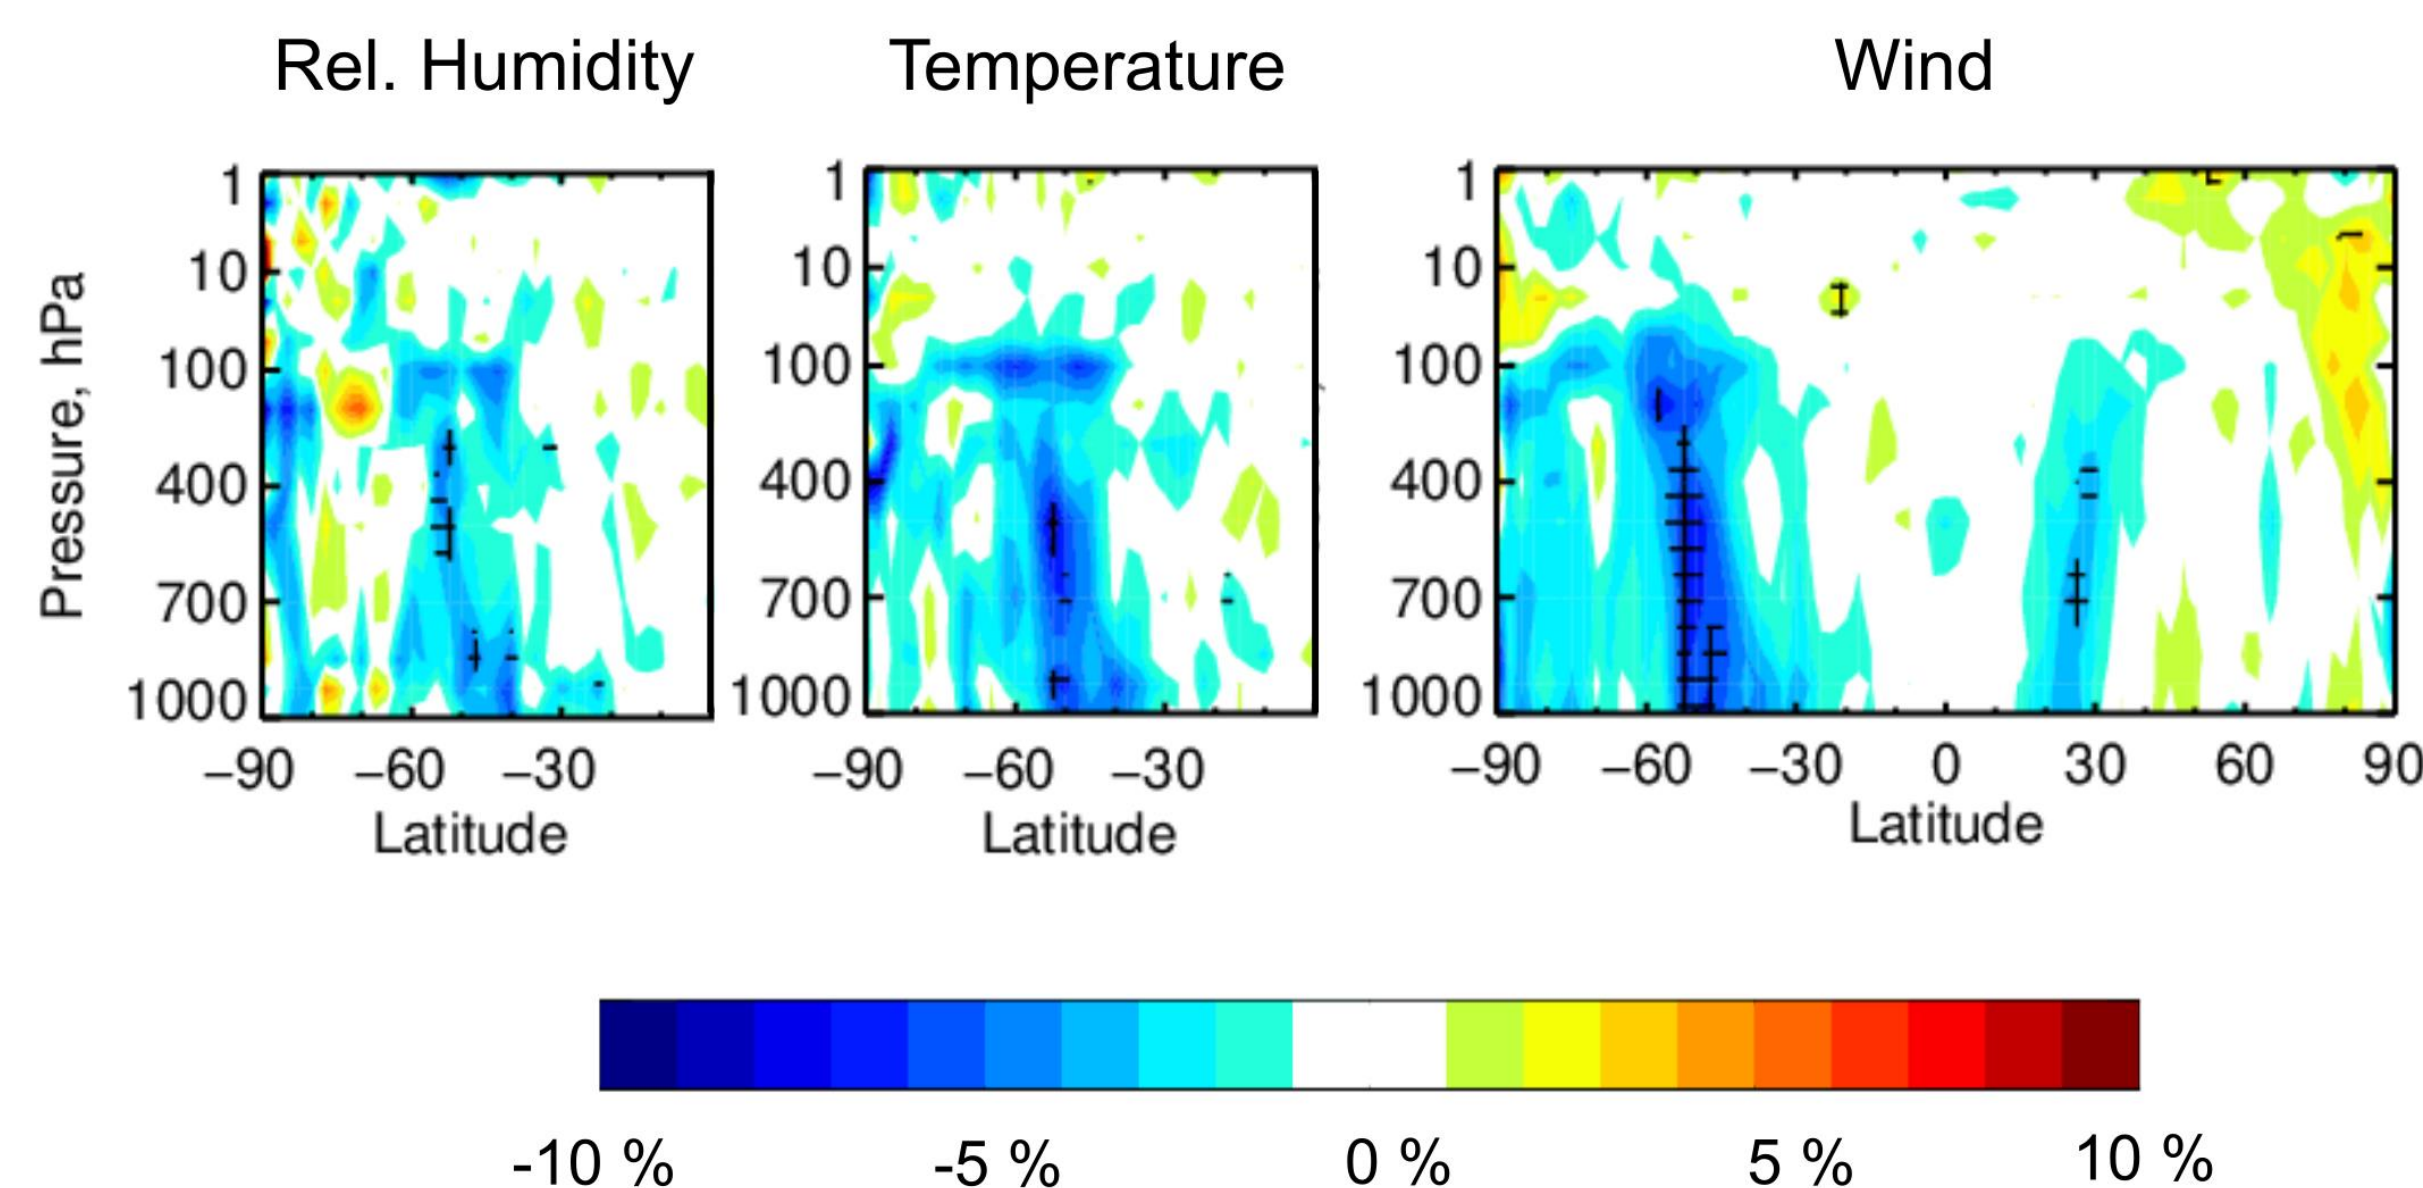 Rel. Humidity Temperature Wind
Pressure, hPa
1 1 1
10 10 10
100 100 100
400 400 400
700 700 700
1000 1000 1000
−90 −60 −30 −90 −60 −30 −90 −60 −30 0 30 60 90
Latitude Latitude Latitude
-10 % -5 % 0 % 5 % 10 %